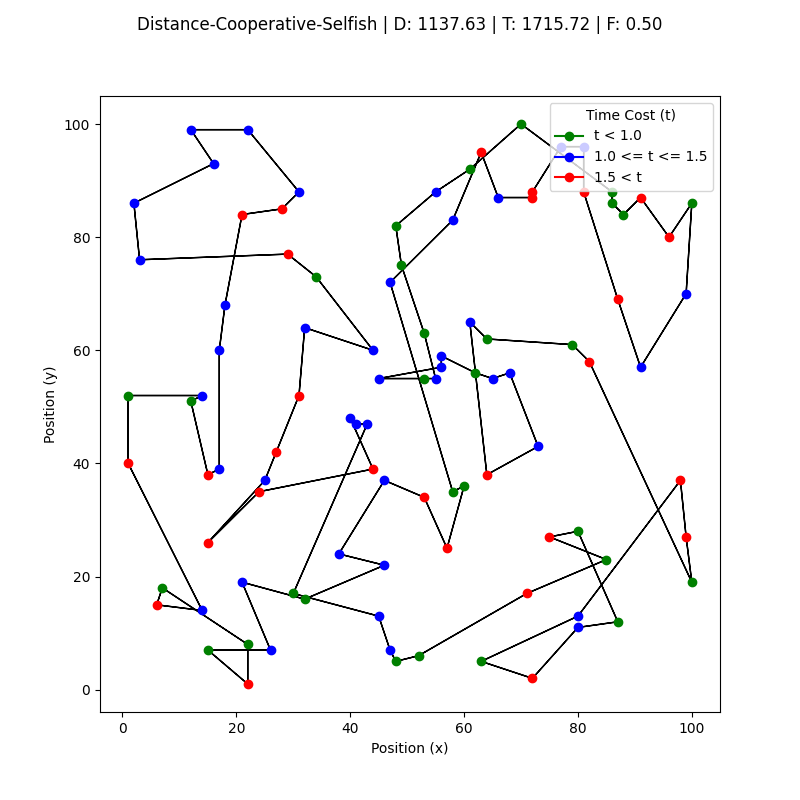 Distance-Cooperative-Selfish | D: 1137.63 | T: 1715.72 | F: 0.50
Time Cost (t)
t < 1.0
1.0 <= t <= 1.5
1.5 < t
100
80
60
40
20
0
Position (y)
0
20
40
60
80
100
Position (x)